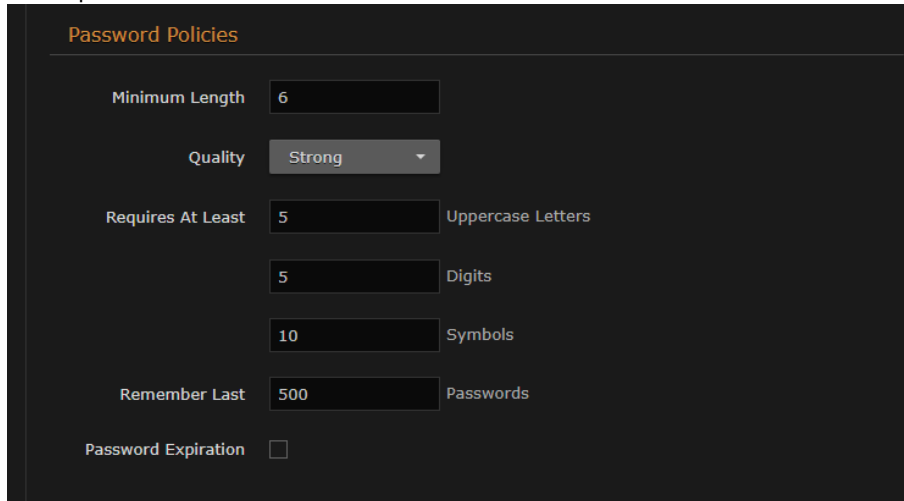 Password Policies
Minimum Length 6
Quality Strong
Requires At Least 5 Uppercase Letters
5 Digits
10 Symbols
Remember Last 500 Passwords
Password Expiration